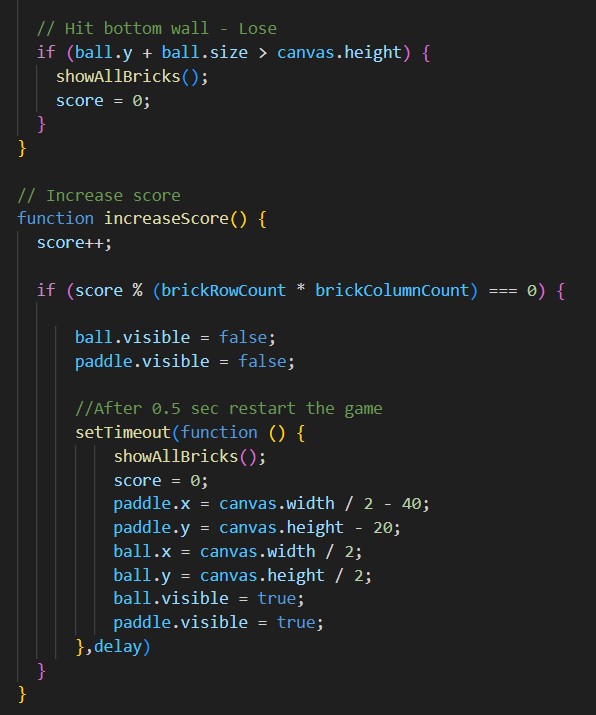 // Hit bottom wall - Lose
if (ball.y + ball.size > canvas.height) {
showAllBricks();
score = 0;
}
}
// Increase score
function increaseScore() {
score++;
if (score % (brickRowCount * brickColumnCount) === 0) {
ball.visible = false;
paddle.visible = false;
//After 0.5 sec restart the game
setTimeout(function () {
showAllBricks();
score = 0;
paddle.x = canvas.width / 2 - 40;
paddle.y = canvas.height - 20;
ball.x = canvas.width / 2;
ball.y = canvas.height / 2;
ball.visible = true;
paddle.visible = true;
},delay)
}
}